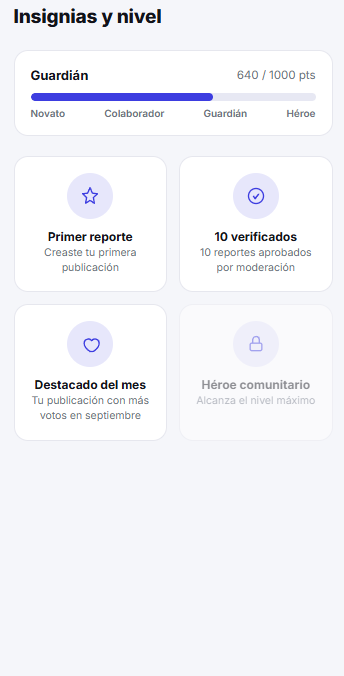 Insignias y nivel
Guardián 640 / 1000 pts
Novato Colaborador Guardián Héroe
Primer reporte
Creaste tu primera
publicación
10 verificados
10 reportes aprobados
por moderación
Destacado del mes
Tu publicación con más
votos en septiembre
Héroe comunitario
Alcanza el nivel máximo